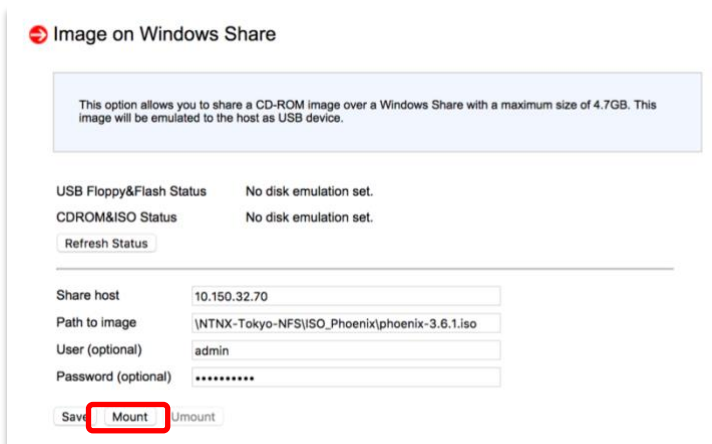 Image on Windows Share
This option allows you to share a CD-ROM image over a Windows Share with a maximum size of 4.7GB. This
image will be emulated to the host as USB device.
USB Floppy&Flash Status No disk emulation set.
CDROM&ISO Status No disk emulation set.
Refresh Status
Share host 10.150.32.70
Path to image \NTNX-Tokyo-NFS\ISO_Phoenix\phoenix-3.6.1.iso
User (optional) admin
Password (optional) ••••••••••
Save Mount Umount